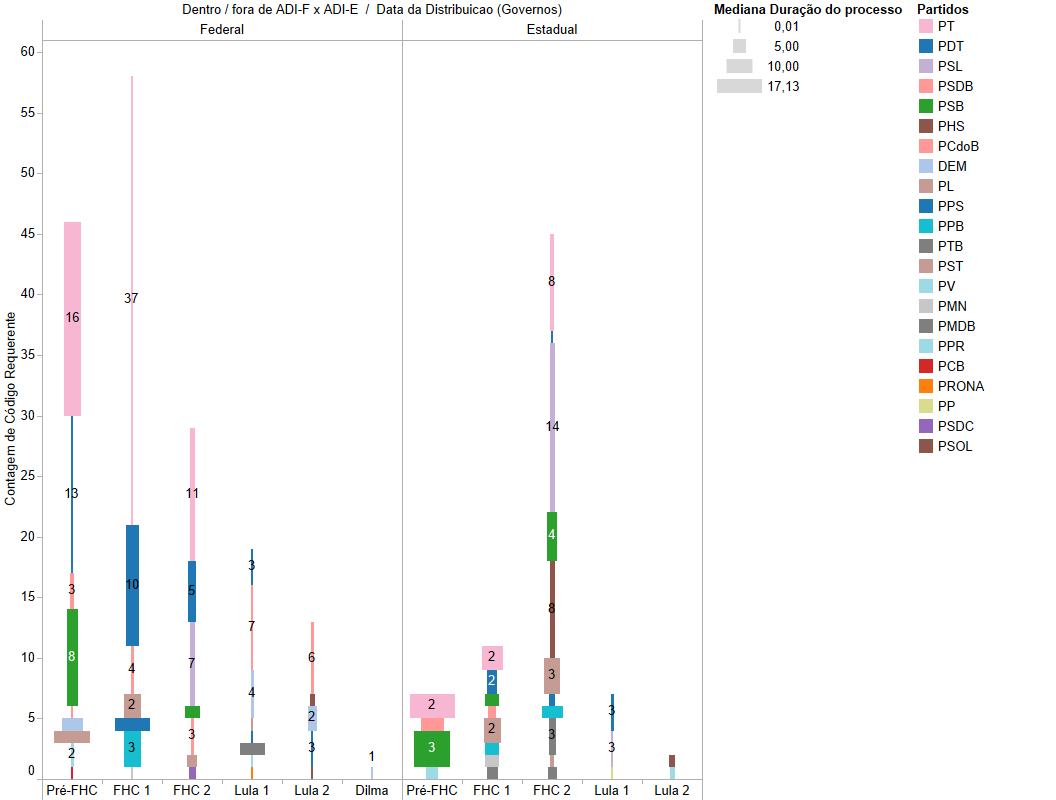 Dentro / fora de ADI-F x ADI-E / Data da Distribuicao (Governos)
Federal
Estadual
Contagem de Código Requerente
60
55
50
45
40
35
30
25
20
15
10
5
0
16
13
3
8
2
37
10
4
2
3
11
5
7
3
3
7
4
6
2
3
1
2
3
2
2
2
8
14
4
8
3
3
3
3
Pré-FHC
FHC 1
FHC 2
Lula 1
Lula 2
Dilma
Pré-FHC
FHC 1
FHC 2
Lula 1
Lula 2
Mediana Duração do processo
0,01
5,00
10,00
17,13
Partidos
PT
PDT
PSL
PSDB
PSB
PHS
PCdoB
DEM
PL
PPS
PPB
PTB
PST
PV
PMN
PMDB
PPR
PCB
PRONA
PP
PSDC
PSOL